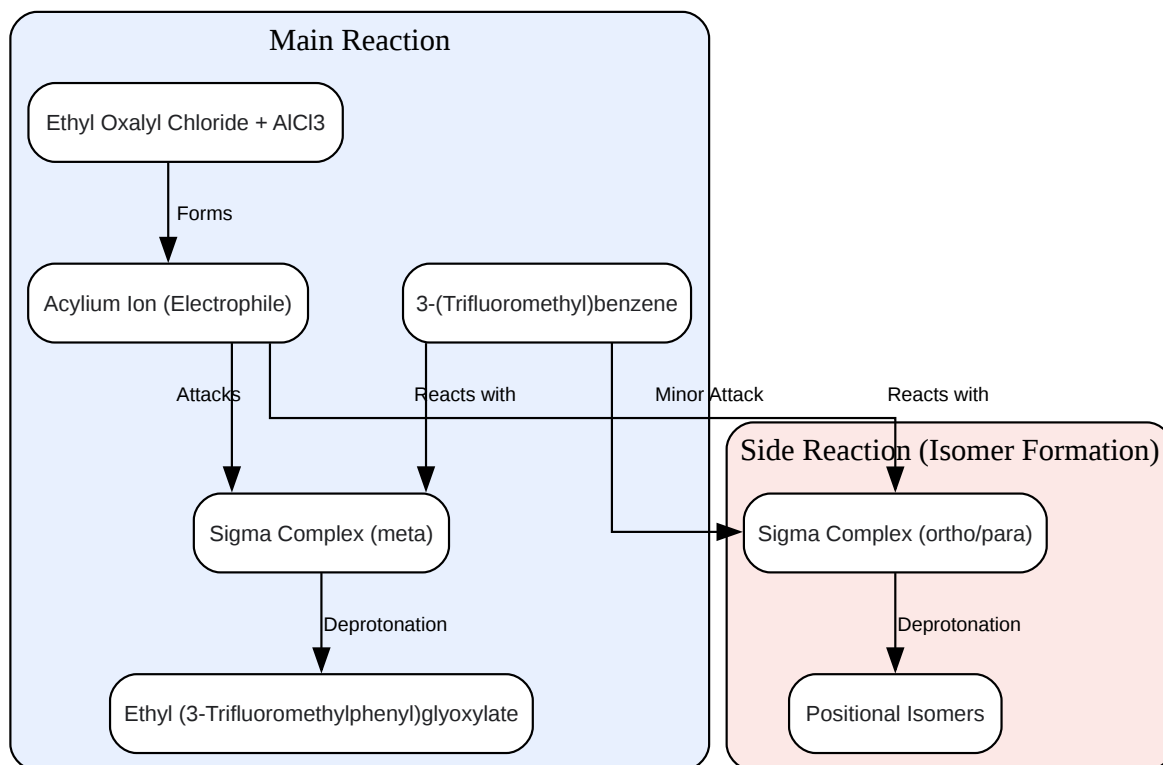 Main Reaction
Ethyl Oxalyl Chloride + AlCl3
Forms
Acylium Ion (Electrophile)
3-(Trifluoromethyl)benzene
Attacks
Reacts with
Minor Attack
Reacts with
Side Reaction (Isomer Formation)
Sigma Complex (meta)
Sigma Complex (ortho/para)
Deprotonation
Deprotonation
Ethyl (3-Trifluoromethylphenyl)glyoxylate
Positional Isomers